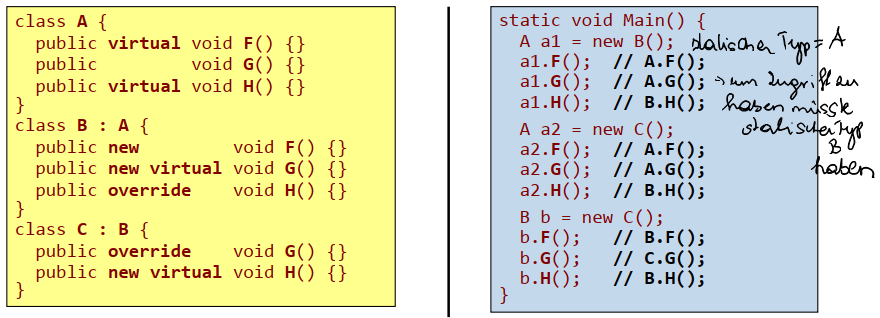 class A {
public virtual void F() {}
public void G() {}
public virtual void H() {}
}
class B : A {
public new void F() {}
public new virtual void G() {}
public override void H() {}
}
class C : B {
public override void G() {}
public new virtual void H() {}
}
static void Main() {
A a1 = new B(); statischer Typ = A
a1.F(); // A.F();
a1.G(); // A.G(); → um Zugriff zu
a1.H(); // B.H(); haben müsste
statischer Typ
A a2 = new C();
B
a2.F(); // A.F();
haben
a2.G(); // A.G();
a2.H(); // B.H();
B b = new C();
b.F(); // B.F();
b.G(); // C.G();
b.H(); // B.H();
}